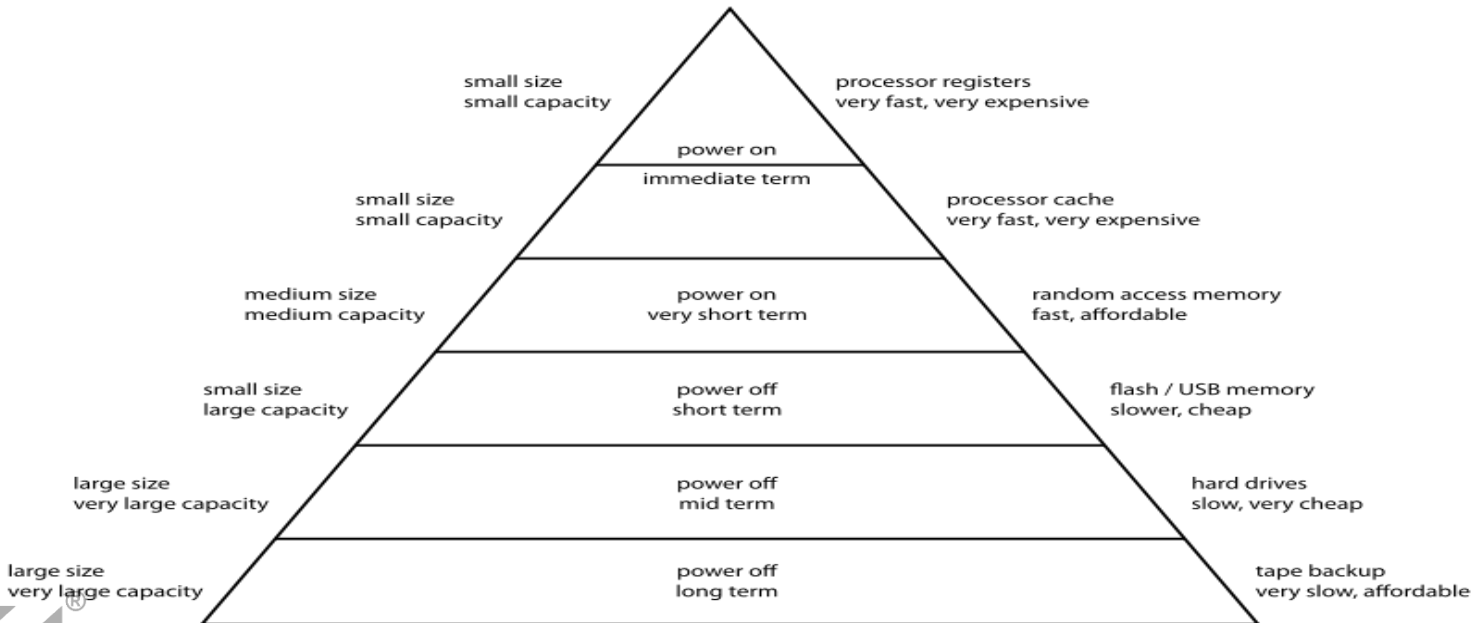 small size
small capacity
processor registers
very fast, very expensive
power on
immediate term
small size
small capacity
processor cache
very fast, very expensive
medium size
medium capacity
power on
very short term
random access memory
fast, affordable
small size
large capacity
power off
short term
flash / USB memory
slower, cheap
large size
very large capacity
power off
mid term
hard drives
slow, very cheap
large size
very large capacity
®
power off
long term
tape backup
very slow, affordable